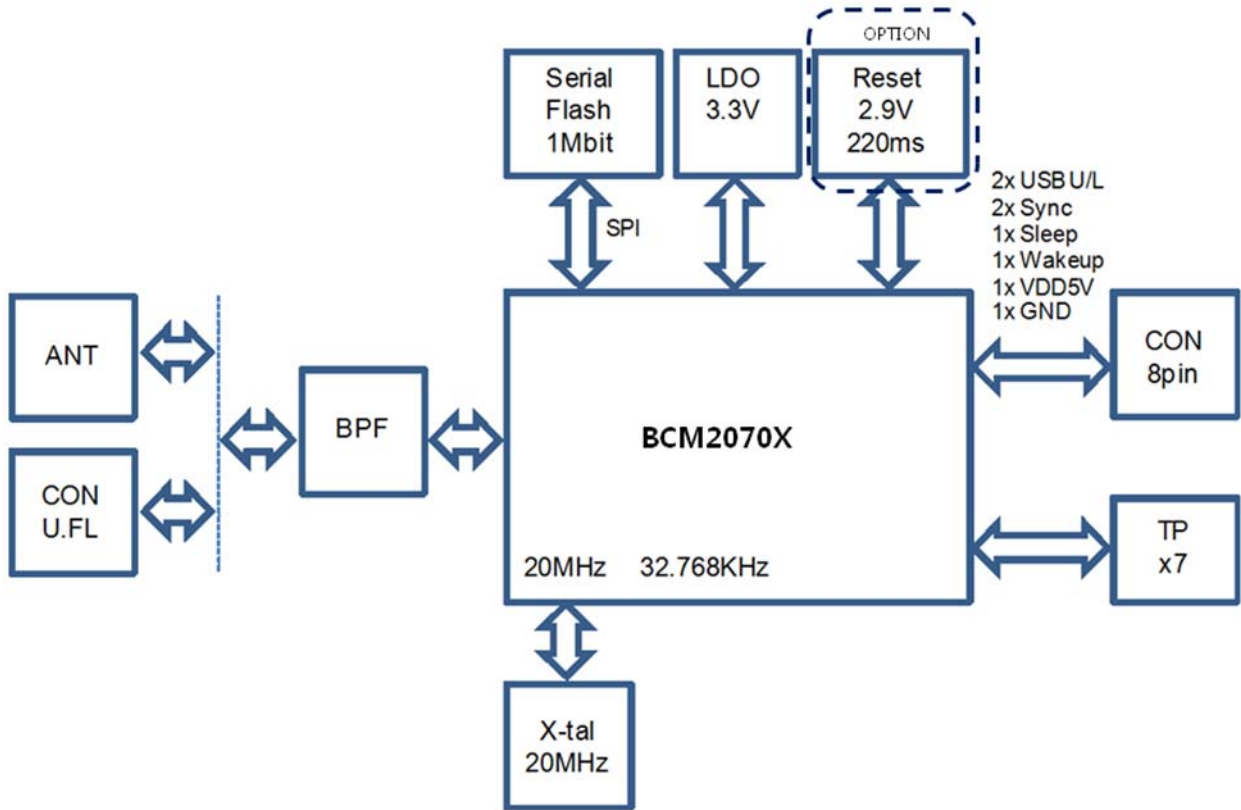 OPTION
Serial
Flash
1Mbit
LDO
3.3V
Reset
2.9V
220ms
SPI
2x USB U/L
2x Sync
1x Sleep
1x Wakeup
1x VDD5V
1x GND
ANT
CON
U.FL
BPF
BCM2070X
20MHz 32.768KHz
CON
8pin
TP
x7
X-tal
20MHz